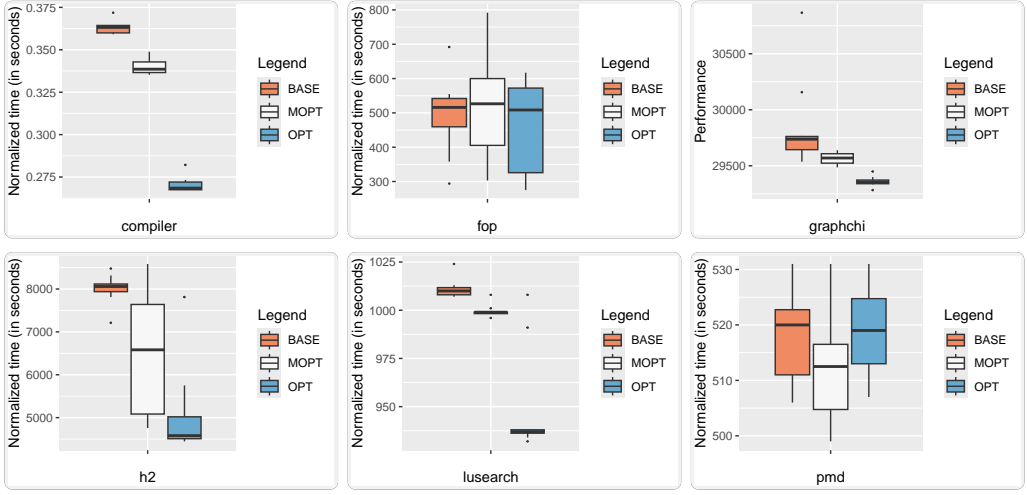 Normalized time (in seconds)
0.375
0.350
0.325
0.300
0.275
compiler
Legend
BASE
MOPT
OPT
Normalized time (in seconds)
800
700
600
500
400
300
fop
Legend
BASE
MOPT
OPT
Performance
30500
30000
29500
graphchi
Legend
BASE
MOPT
OPT
Normalized time (in seconds)
8000
7000
6000
5000
h2
Legend
BASE
MOPT
OPT
Normalized time (in seconds)
1025
1000
975
950
lusearch
Legend
BASE
MOPT
OPT
Normalized time (in seconds)
530
520
510
500
pmd
Legend
BASE
MOPT
OPT